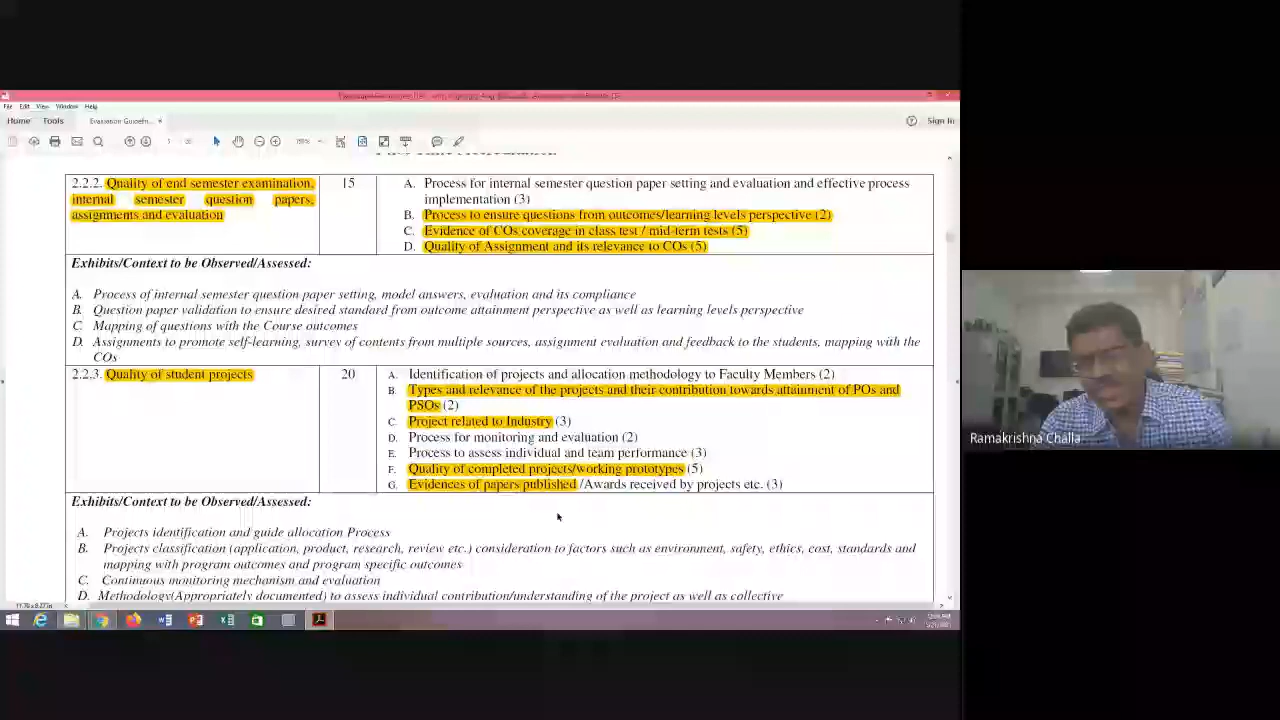 File Edit View Window Help
Home Tools Evaluation Guidelin... × Sign In
2.2.2. Quality of end semester examination, internal semester question papers, assignments and evaluation
15
A. Process for internal semester question paper setting and evaluation and effective process
implementation (3)
B. Process to ensure questions from outcomes/learning levels perspective (2)
C. Evidence of COs coverage in class test / mid-term tests (5)
D. Quality of Assignment and its relevance to COs (5)
Exhibits/Context to be Observed/Assessed:
A. Process of internal semester question paper setting, model answers, evaluation and its compliance
B. Question paper validation to ensure desired standard from outcome attainment perspective as well as learning levels perspective
C. Mapping of questions with the Course outcomes
D. Assignments to promote self-learning, survey of contents from multiple sources, assignment evaluation and feedback to the students, mapping with the
COs
2.2.3. Quality of student projects
20
A. Identification of projects and allocation methodology to Faculty Members (2)
B. Types and relevance of the projects and their contribution towards attainment of POs and
PSOs (2)
C. Project related to Industry (3)
D. Process for monitoring and evaluation (2)
E. Process to assess individual and team performance (3)
F. Quality of completed projects/working prototypes (5)
G. Evidences of papers published /Awards received by projects etc. (3)
Exhibits/Context to be Observed/Assessed:
A. Projects identification and guide allocation Process
B. Projects classification (application, product, research, review etc.) consideration to factors such as environment, safety, ethics, cost, standards and
mapping with program outcomes and program specific outcomes
C. Continuous monitoring mechanism and evaluation
D. Methodology(Appropriately documented) to assess individual contribution/understanding of the project as well as collective
Ramakrishna Challa